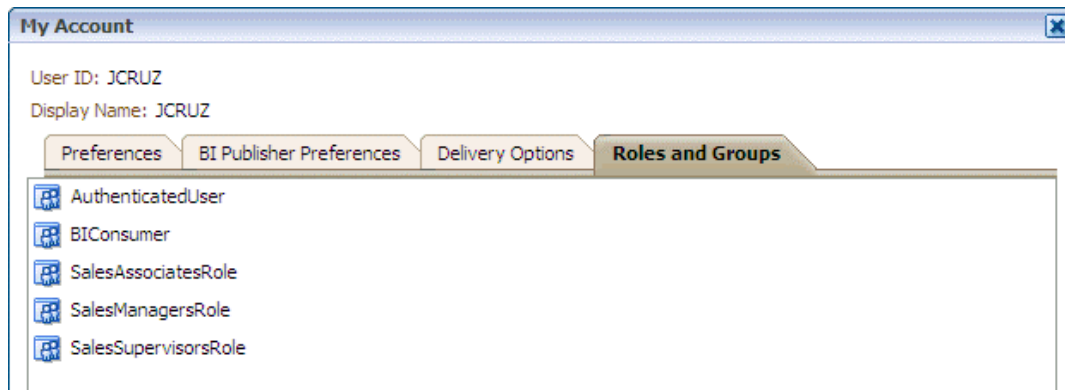 My Account
User ID: JCRUZ
Display Name: JCRUZ
Preferences BI Publisher Preferences Delivery Options Roles and Groups
AuthenticatedUser
BIConsumer
SalesAssociatesRole
SalesManagersRole
SalesSupervisorsRole